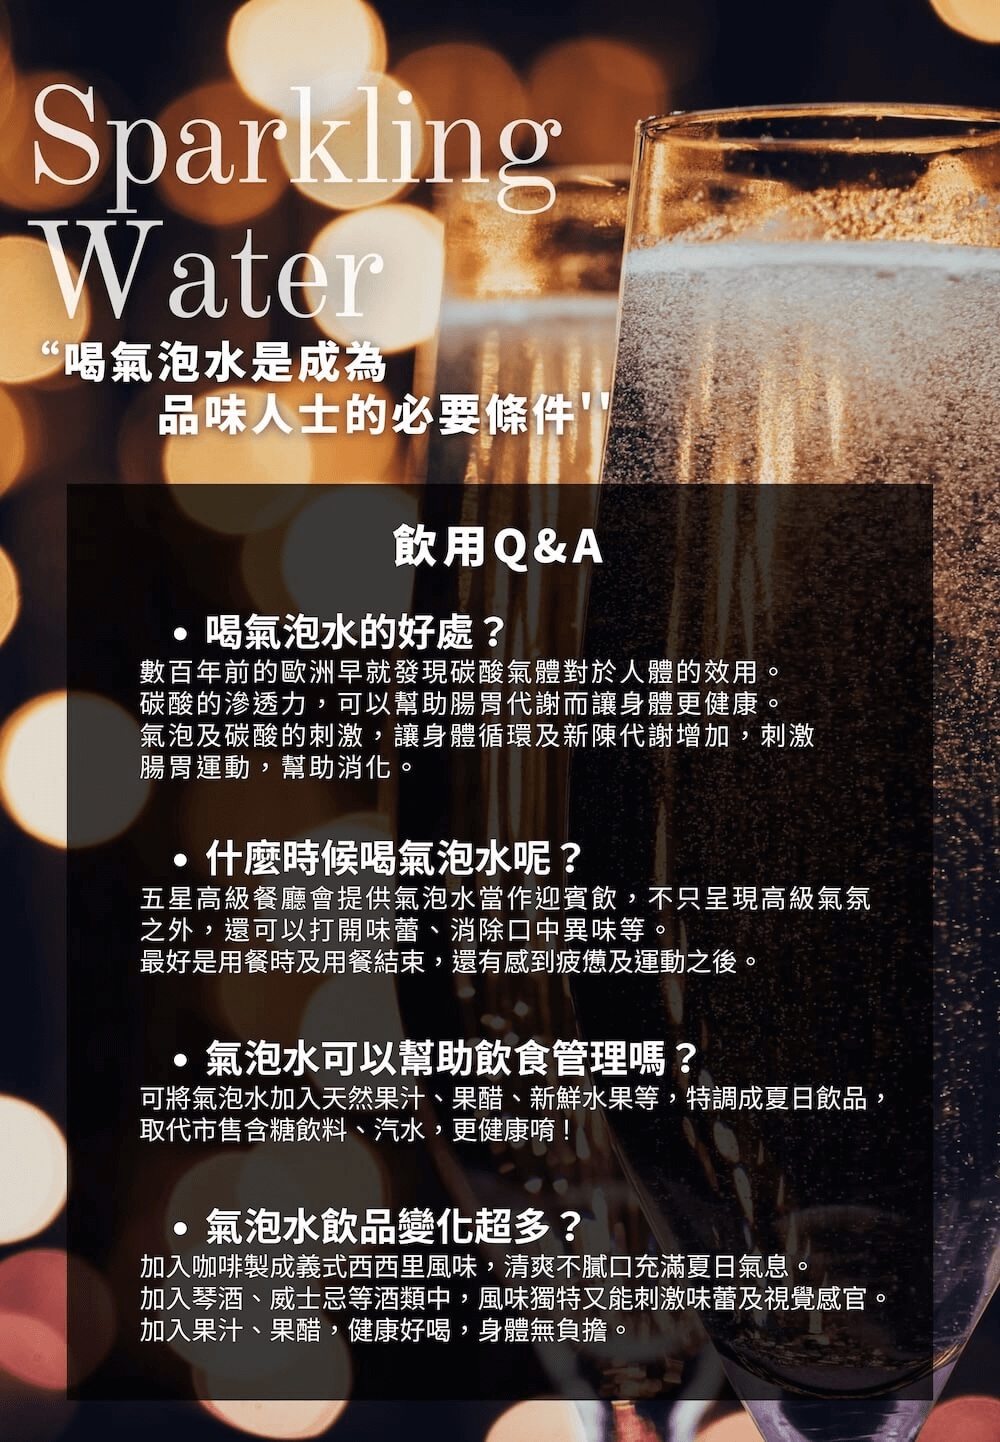 Sparkling
Water
“喝氣泡水是成為
品味人士的必要條件''
飲用Q&A
• 喝氣泡水的好處？
數百年前的歐洲早就發現碳酸氣體對於人體的效用。
碳酸的滲透力，可以幫助腸胃代謝而讓身體更健康。
氣泡及碳酸的刺激，讓身體循環及新陳代謝增加，刺激
腸胃運動，幫助消化。
• 什麼時候喝氣泡水呢？
五星高級餐廳會提供氣泡水當作迎賓飲，不只呈現高級氣氛
之外，還可以打開味蕾、消除口中異味等。
最好是用餐時及用餐結束，還有感到疲憊及運動之後。
• 氣泡水可以幫助飲食管理嗎？
可將氣泡水加入天然果汁、果醋、新鮮水果等，特調成夏日飲品，
取代市售含糖飲料、汽水，更健康唷！
• 氣泡水飲品變化超多？
加入咖啡製成義式西西里風味，清爽不膩口充滿夏日氣息。
加入琴酒、威士忌等酒類中，風味獨特又能刺激味蕾及視覺感官。
加入果汁、果醋，健康好喝，身體無負擔。